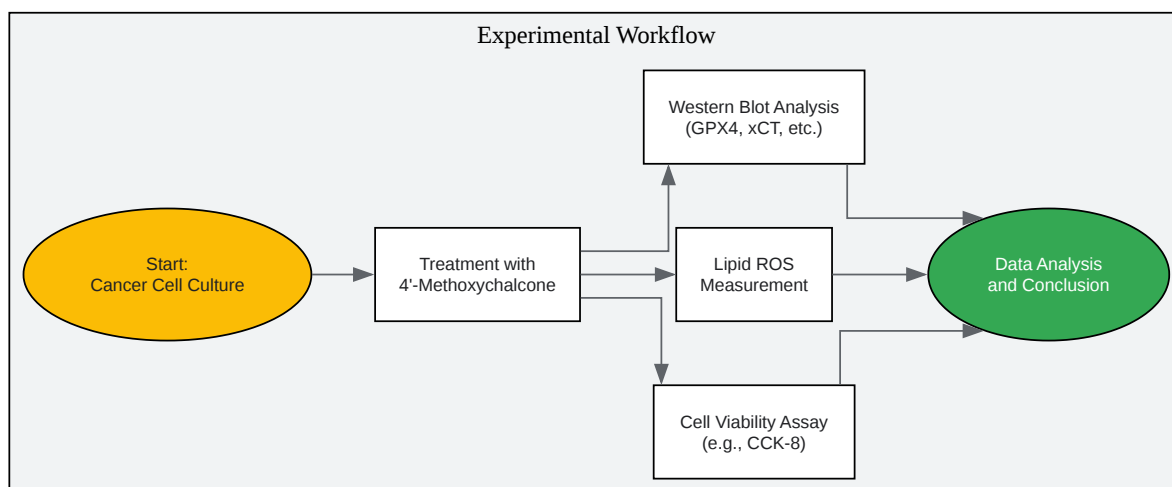 Experimental Workflow
Western Blot Analysis
(GPX4, xCT, etc.)
Start:
Cancer Cell Culture
Treatment with
4'-Methoxychalcone
Lipid ROS
Measurement
Data Analysis
and Conclusion
Cell Viability Assay
(e.g., CCK-8)